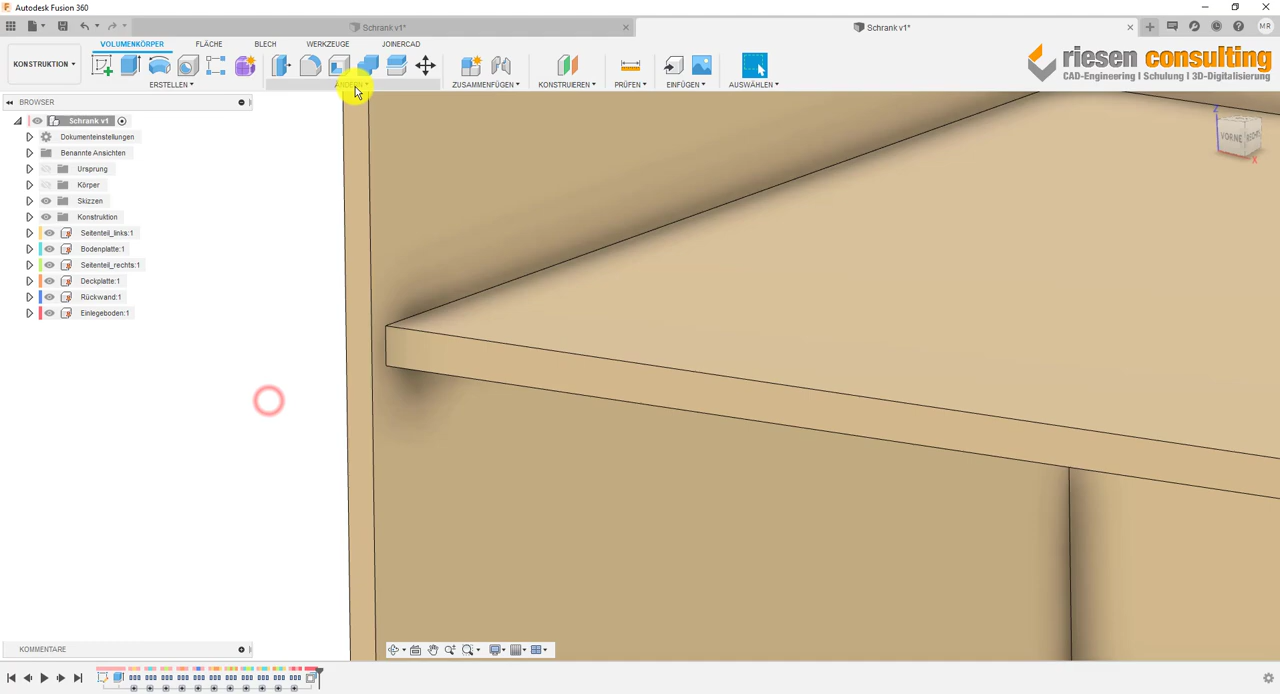 Autodesk Fusion 360
Schrank v1*
Schrank v1*
MR
KONSTRUKTION
VOLUMENKÖRPER
FLÄCHE
BLECH
WERKZEUGE
JOINERCAD
ERSTELLEN
ÄNDERN
ZUSAMMENFÜGEN
KONSTRUIEREN
PRÜFEN
EINFÜGEN
AUSWÄHLEN
riesen consulting
CAD-Engineering | Schulung | 3D-Digitalisierung
BROWSER
Schrank v1
Dokumenteinstellungen
Benannte Ansichten
Ursprung
Körper
Skizzen
Konstruktion
Seitenteil_links:1
Bodenplatte:1
Seitenteil_rechts:1
Deckplatte:1
Rückwand:1
Einlegeboden:1
Z
VORNE
RECHTS
X
KOMMENTARE